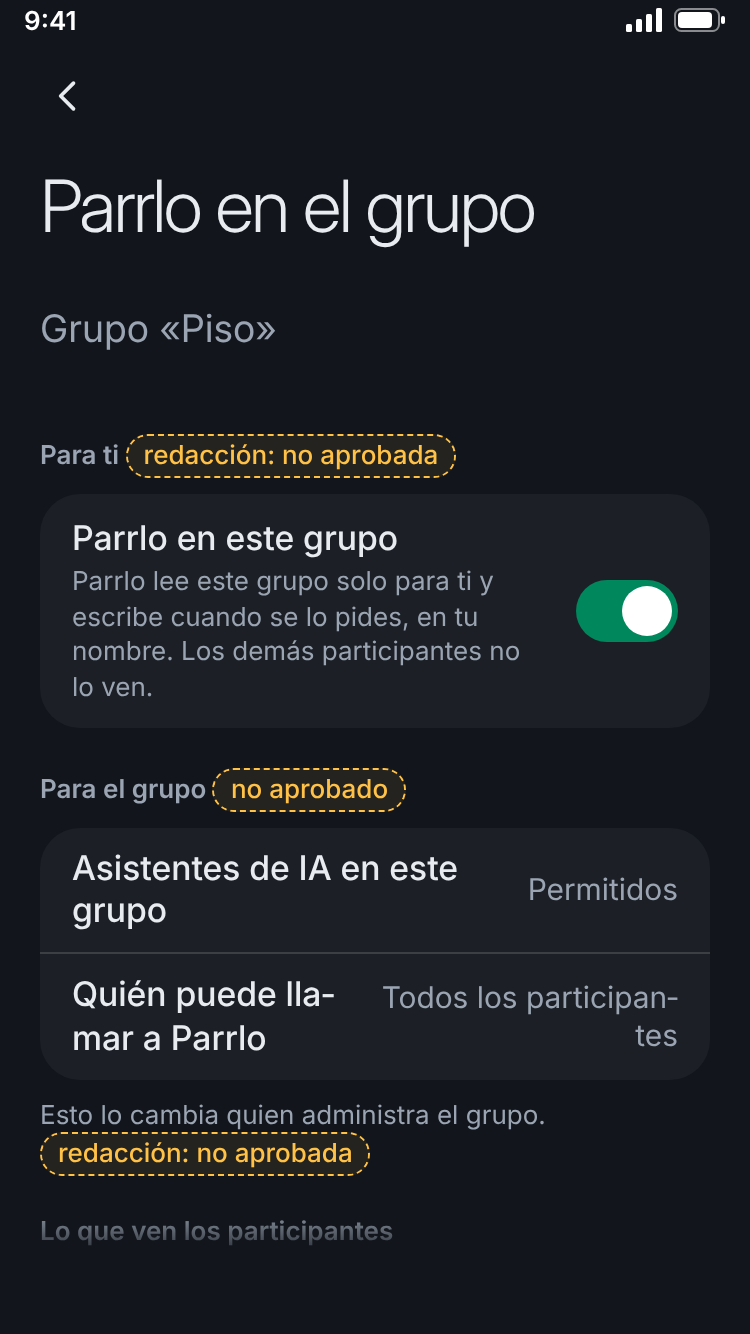 9:41
Parrlo en el grupo
Grupo «Piso»
Para ti redacción: no aprobada
Parrlo en este grupo
Parrlo lee este grupo solo para ti y
escribe cuando se lo pides, en tu
nombre. Los demás participantes no
lo ven.
Para el grupo no aprobado
Asistentes de IA en este
grupo
Permitidos
Quién puede lla-
mar a Parrlo
Todos los participan-
tes
Esto lo cambia quien administra el grupo.
redacción: no aprobada
Lo que ven los participantes